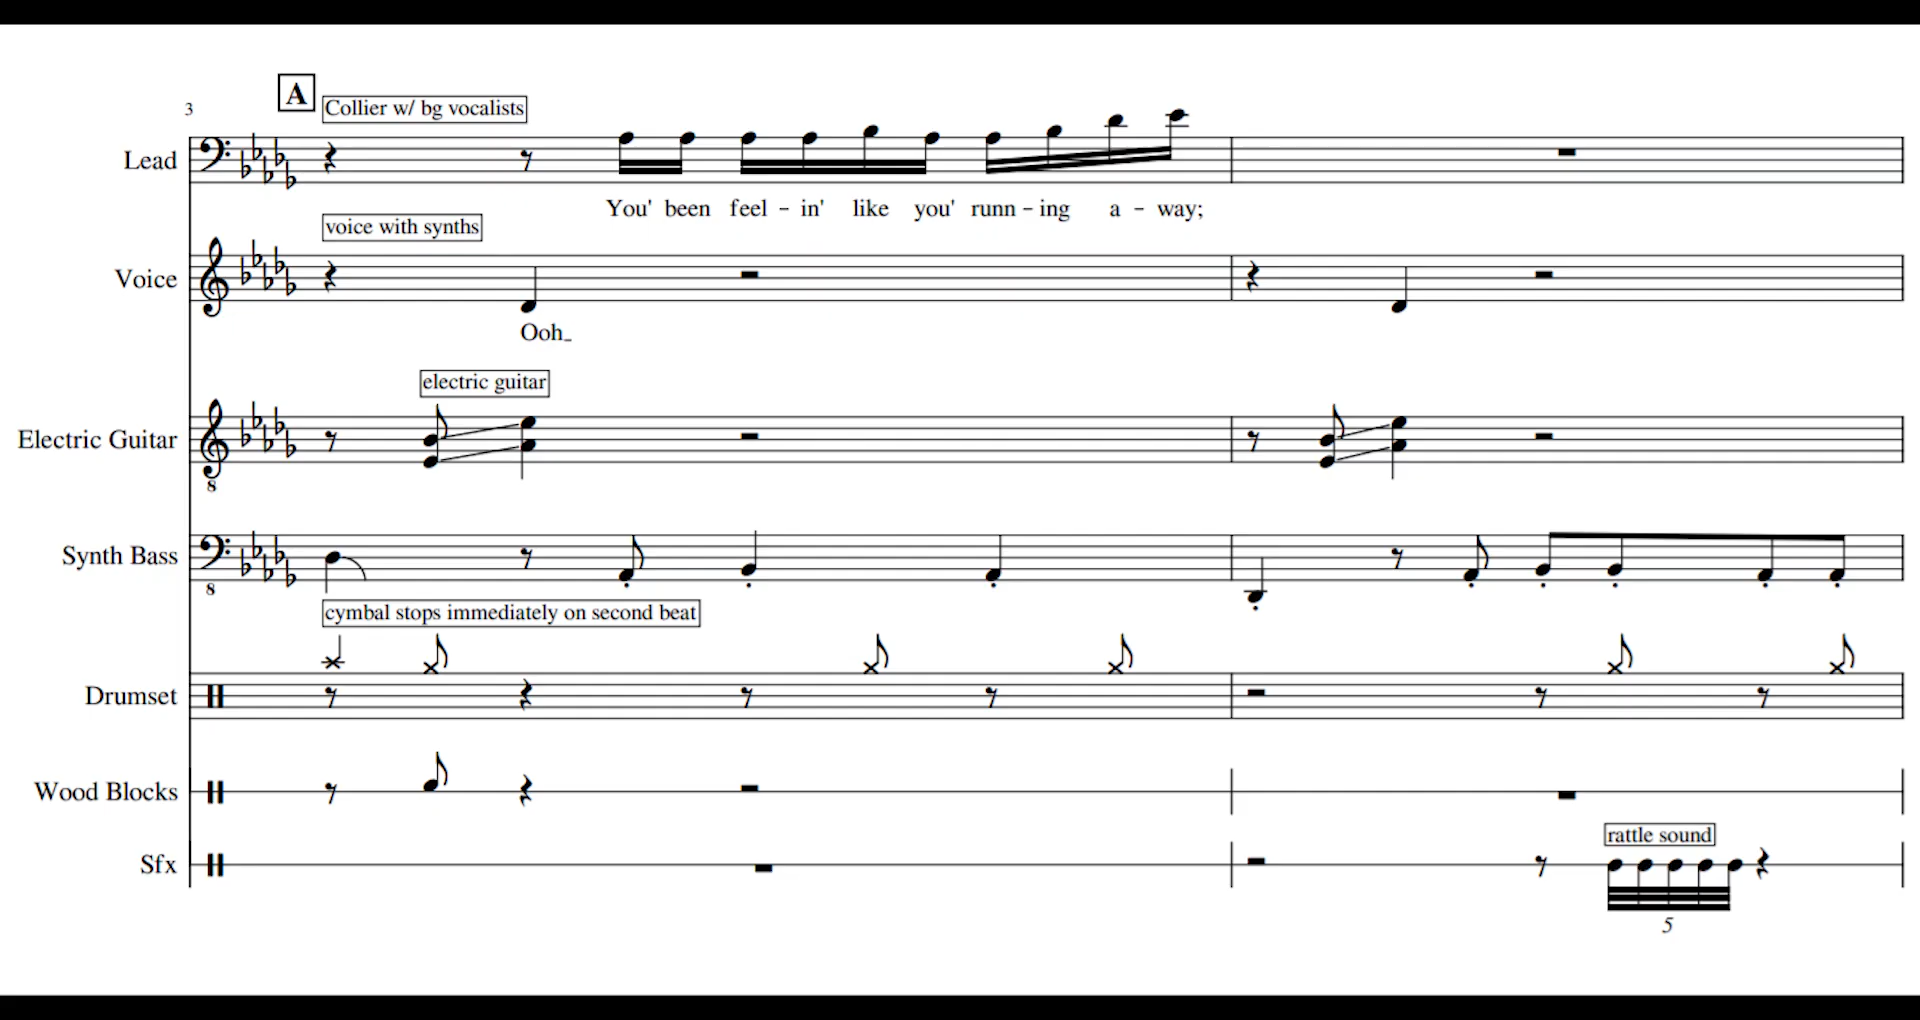 3
A
Collier w/ bg vocalists
Lead
You' been feel - in' like you' runn - ing a - way;
voice with synths
Voice
Ooh_
electric guitar
Electric Guitar
8
Synth Bass
8
cymbal stops immediately on second beat
Drumset
Wood Blocks
rattle sound
Sfx
5